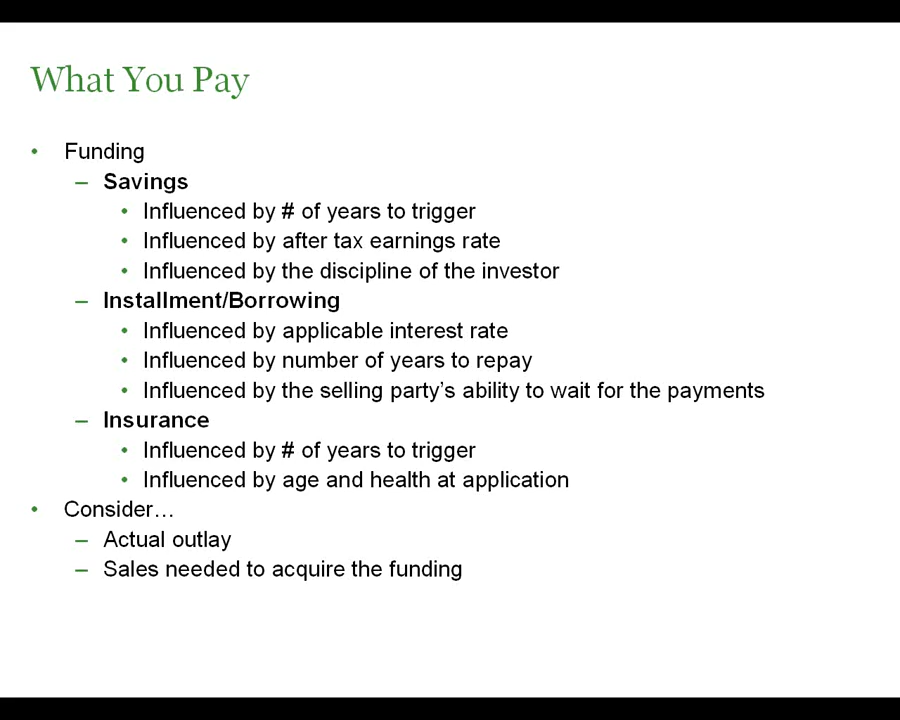 What You Pay
• Funding
– Savings
• Influenced by # of years to trigger
• Influenced by after tax earnings rate
• Influenced by the discipline of the investor
– Installment/Borrowing
• Influenced by applicable interest rate
• Influenced by number of years to repay
• Influenced by the selling party’s ability to wait for the payments
– Insurance
• Influenced by # of years to trigger
• Influenced by age and health at application
• Consider…
– Actual outlay
– Sales needed to acquire the funding